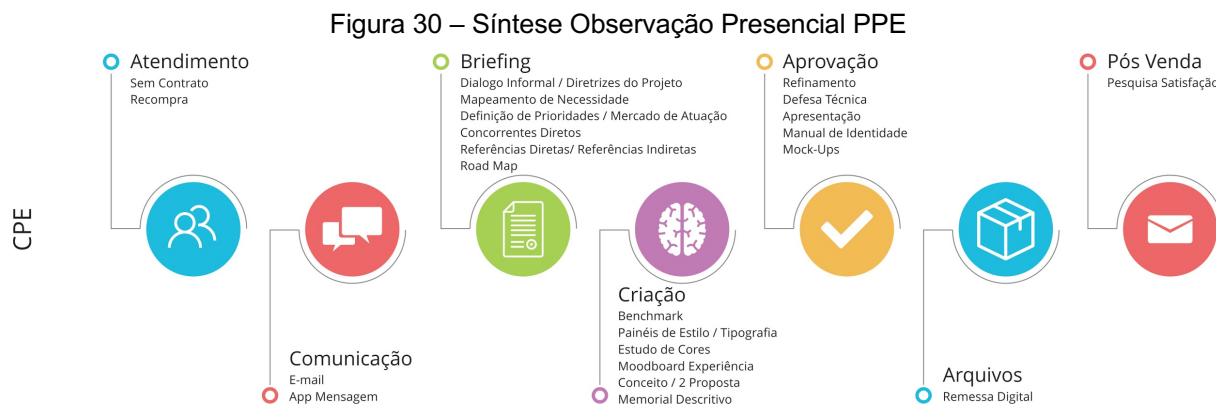 Figura 30 – Síntese Observação Presencial PPE
CPE
Atendimento
Sem Contrato
Recompra
Comunicação
E-mail
App Mensagem
Briefing
Dialogo Informal / Diretrizes do Projeto
Mapeamento de Necessidade
Definição de Prioridades / Mercado de Atuação
Concorrentes Diretos
Referências Diretas/ Referências Indiretas
Road Map
Criação
Benchmark
Painéis de Estilo / Tipografia
Estudo de Cores
Moodboard Experiência
Conceito / 2 Proposta
Memorial Descritivo
Aprovação
Refinamento
Defesa Técnica
Apresentação
Manual de Identidade
Mock-Ups
Arquivos
Remessa Digital
Pós Venda
Pesquisa Satisfação